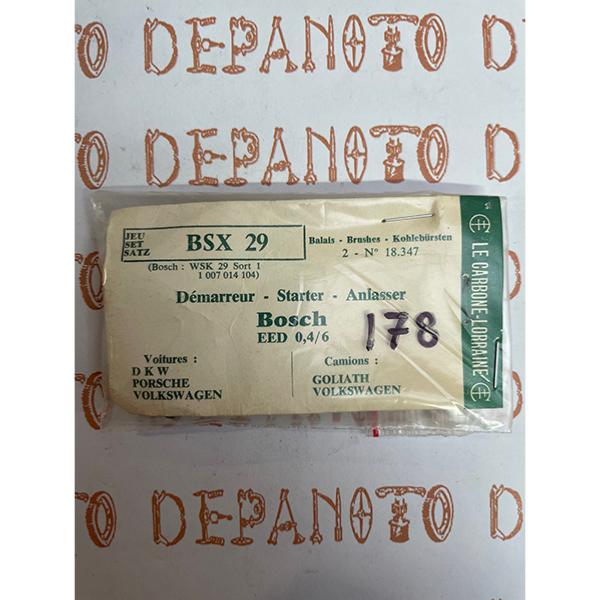 DEPANOTO D
DEPANOTO D
JEU
SET
SATZ
BSX 29
(Bosch : WSK 29 Sort 1
1 007 014 104)
Balais - Brushes - Kohlebürsten
2 - N° 18.347
Démarreur - Starter - Anlasser
Bosch
EED 0,4/6
178
Voitures :
D K W
PORSCHE
VOLKSWAGEN
Camions :
GOLIATH
VOLKSWAGEN
LE CARBONE-LORRAINE
TO DEPANOTO D